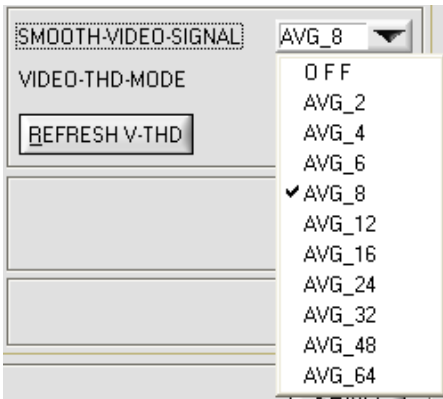 SMOOTH-VIDEO-SIGNAL AVG_8
VIDEO-THD-MODE
REFRESH V-THD
OFF
AVG_2
AVG_4
AVG_6
AVG_8
AVG_12
AVG_16
AVG_24
AVG_32
AVG_48
AVG_64